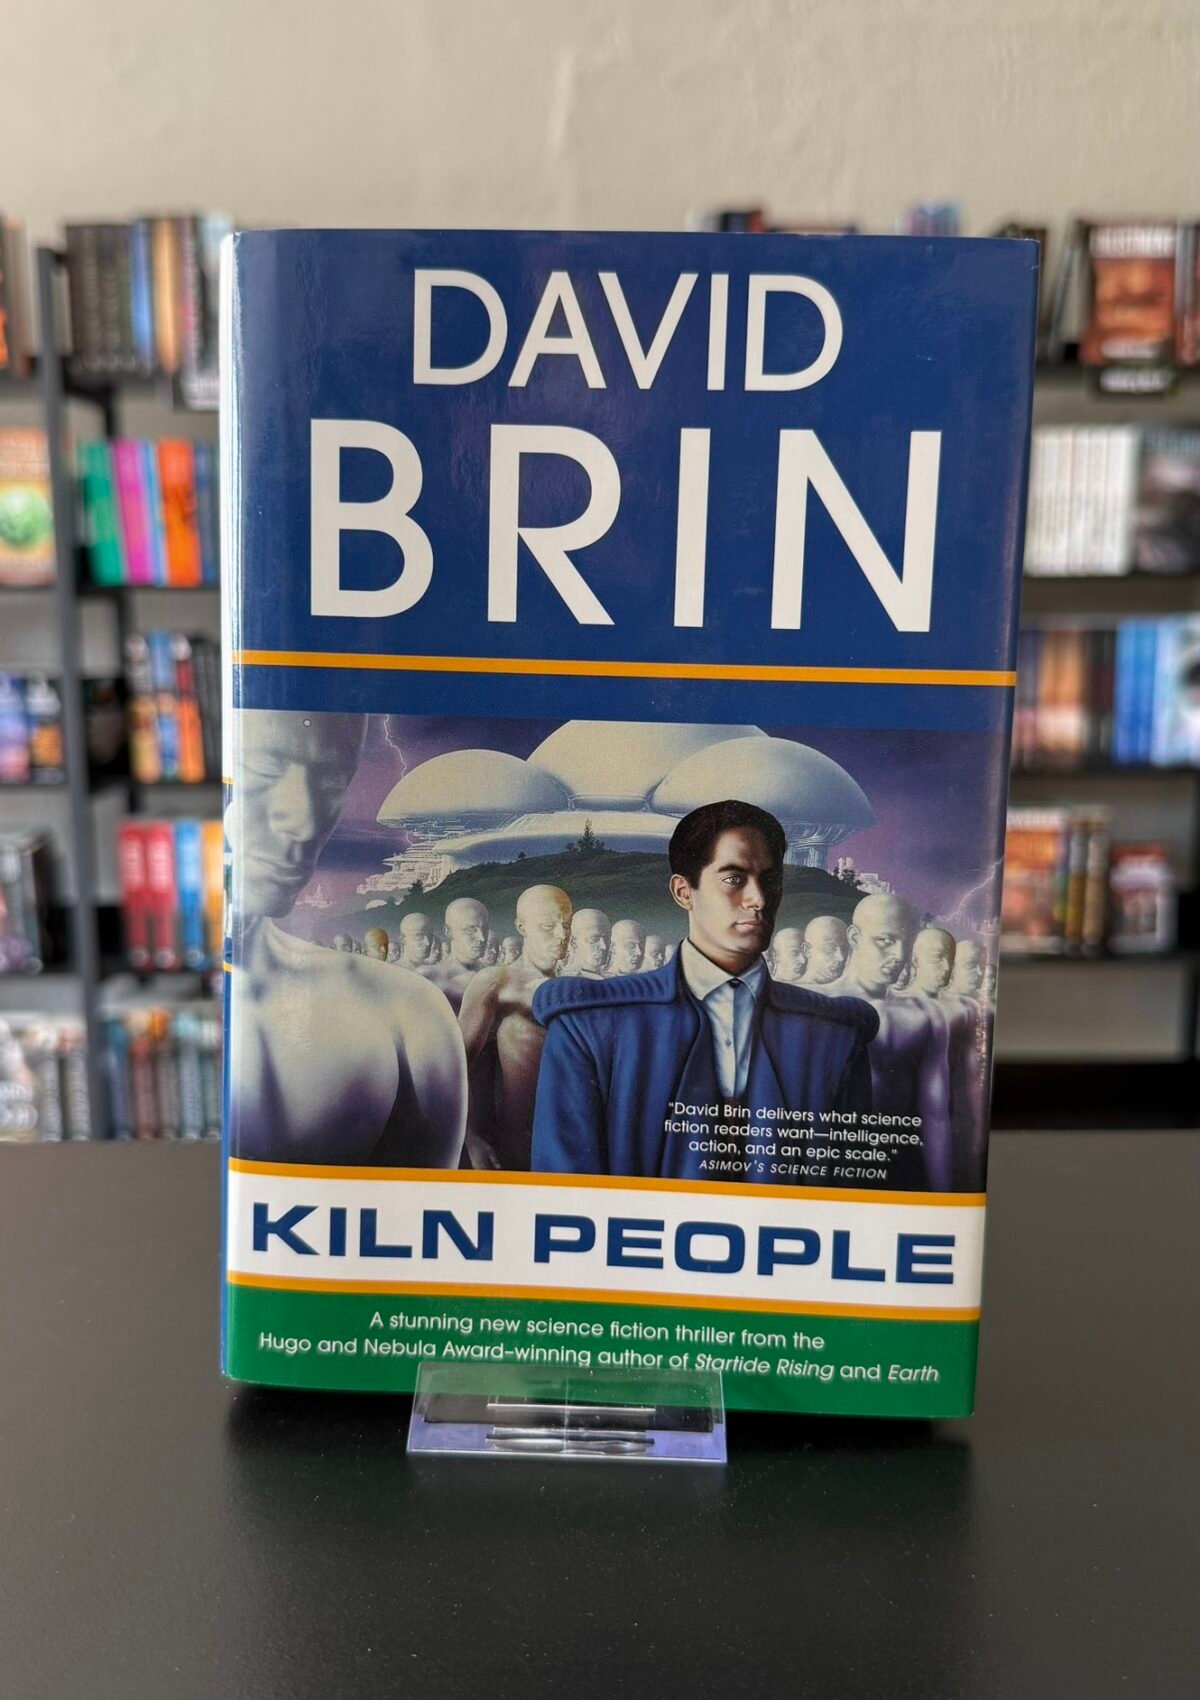 DAVID
BRIN
"David Brin delivers what science
fiction readers want—intelligence,
action, and an epic scale."
ASIMOV'S SCIENCE FICTION
KILN PEOPLE
A stunning new science fiction thriller from the
Hugo and Nebula Award–winning author of Startide Rising and Earth